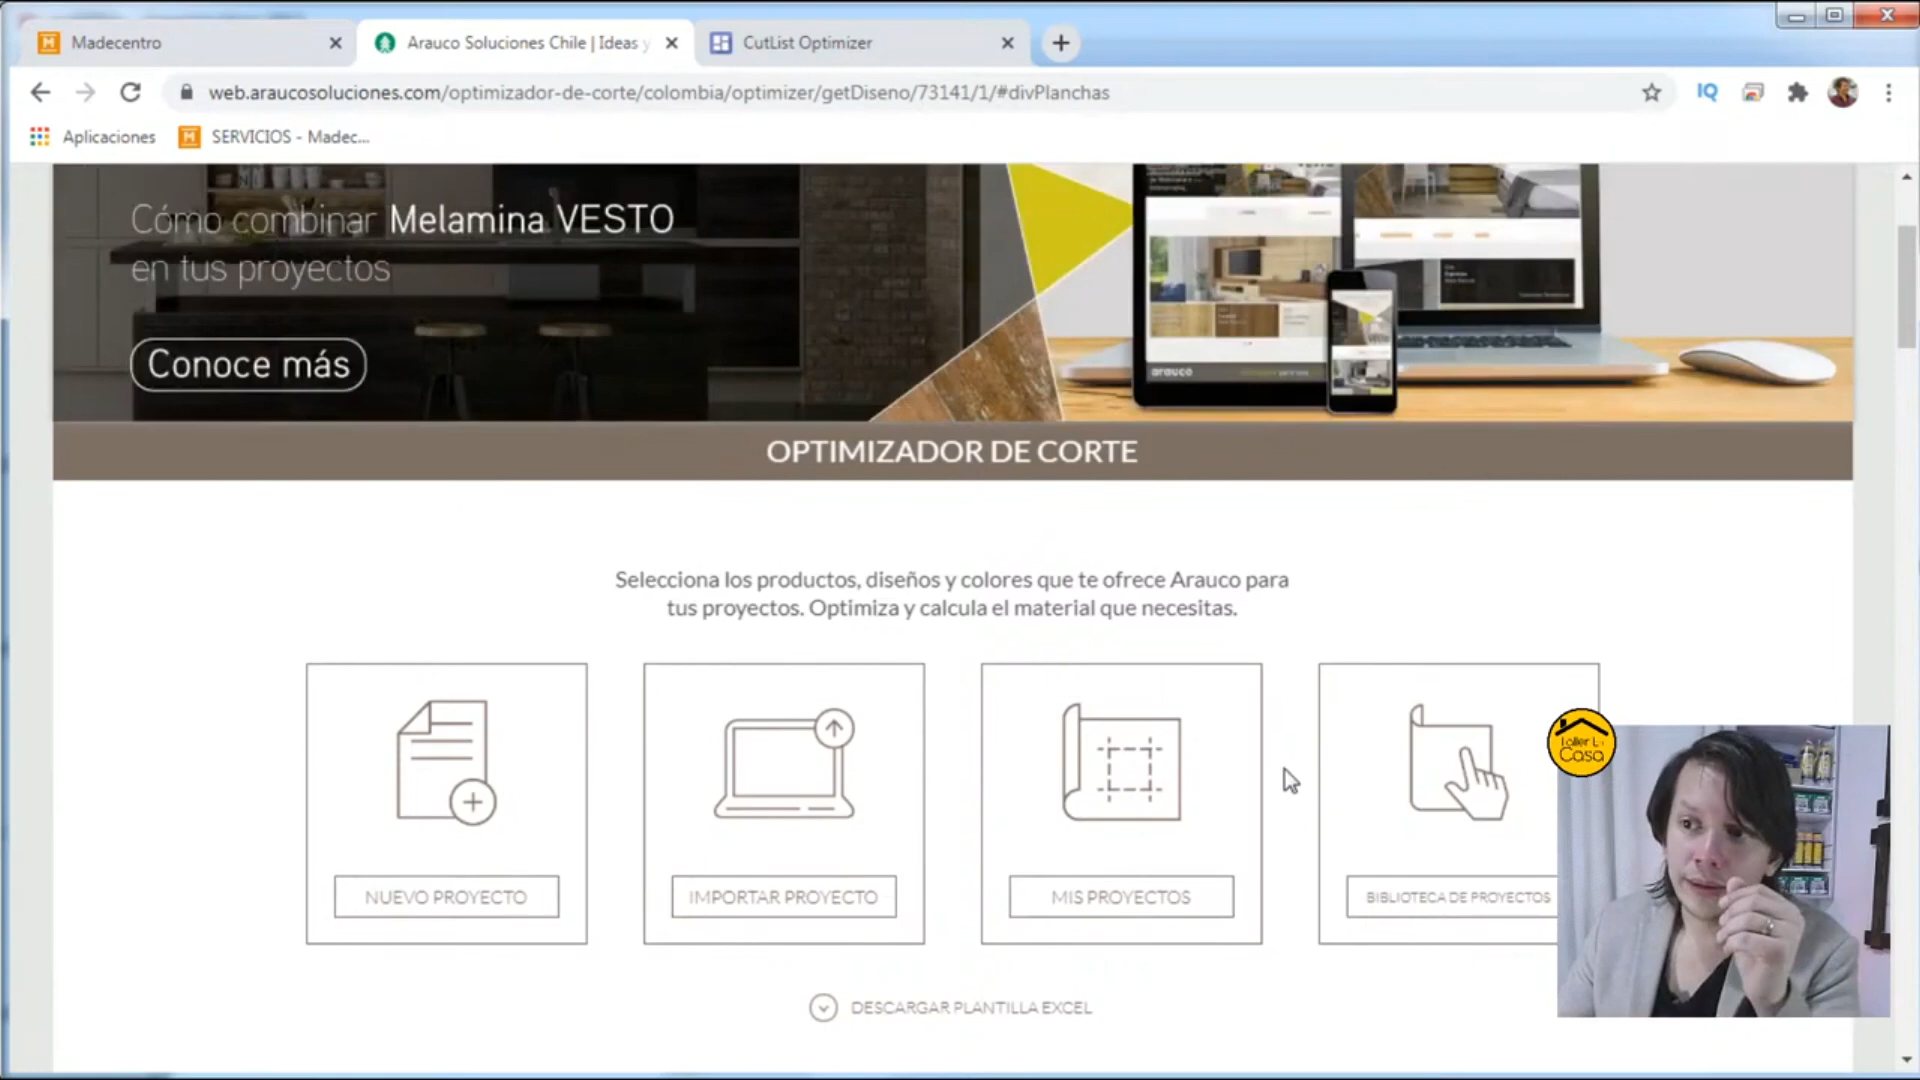 Madecentro
Arauco Soluciones Chile | Ideas y
CutList Optimizer
web.araucosoluciones.com/optimizador-de-corte/colombia/optimizer/getDiseno/73141/1/#divPlanchas
IQ
Aplicaciones
SERVICIOS - Madec...
Cómo combinar Melamina VESTO
en tus proyectos
Conoce más
arauco
OPTIMIZADOR DE CORTE
Selecciona los productos, diseños y colores que te ofrece Arauco para
tus proyectos. Optimiza y calcula el material que necesitas.
NUEVO PROYECTO
IMPORTAR PROYECTO
MIS PROYECTOS
BIBLIOTECA DE PROYECTOS
Casa
DESCARGAR PLANTILLA EXCEL